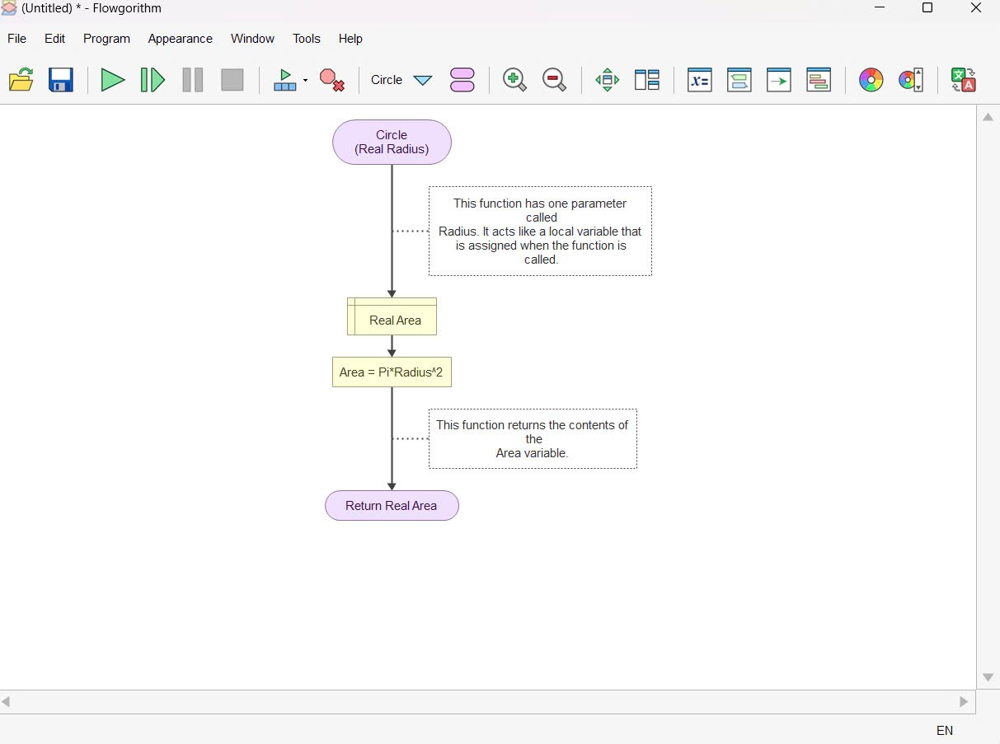 (Untitled) * - Flowgorithm
File Edit Program Appearance Window Tools Help
Circle
x=
文
A
Circle
(Real Radius)
This function has one parameter
called
Radius. It acts like a local variable that
is assigned when the function is
called.
Real Area
Area = Pi*Radius^2
This function returns the contents of
the
Area variable.
Return Real Area
EN